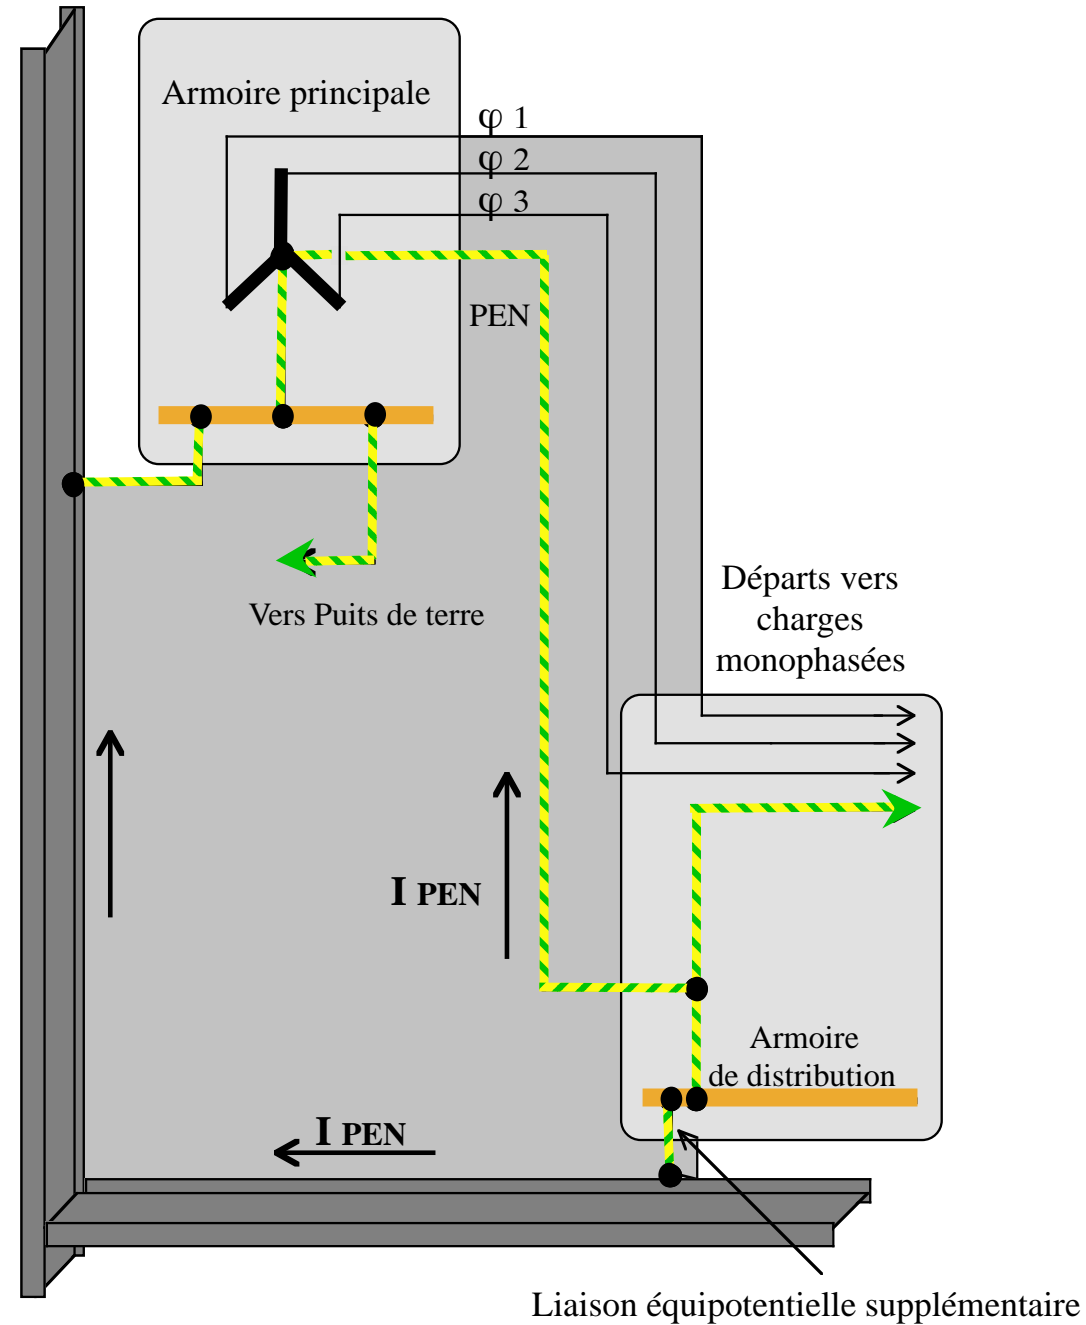 Armoire principale
φ 1
φ 2
φ 3
PEN
Vers Puits de terre
Départs vers
charges
monophasées
I PEN
Armoire
de distribution
I PEN
Liaison équipotentielle supplémentaire